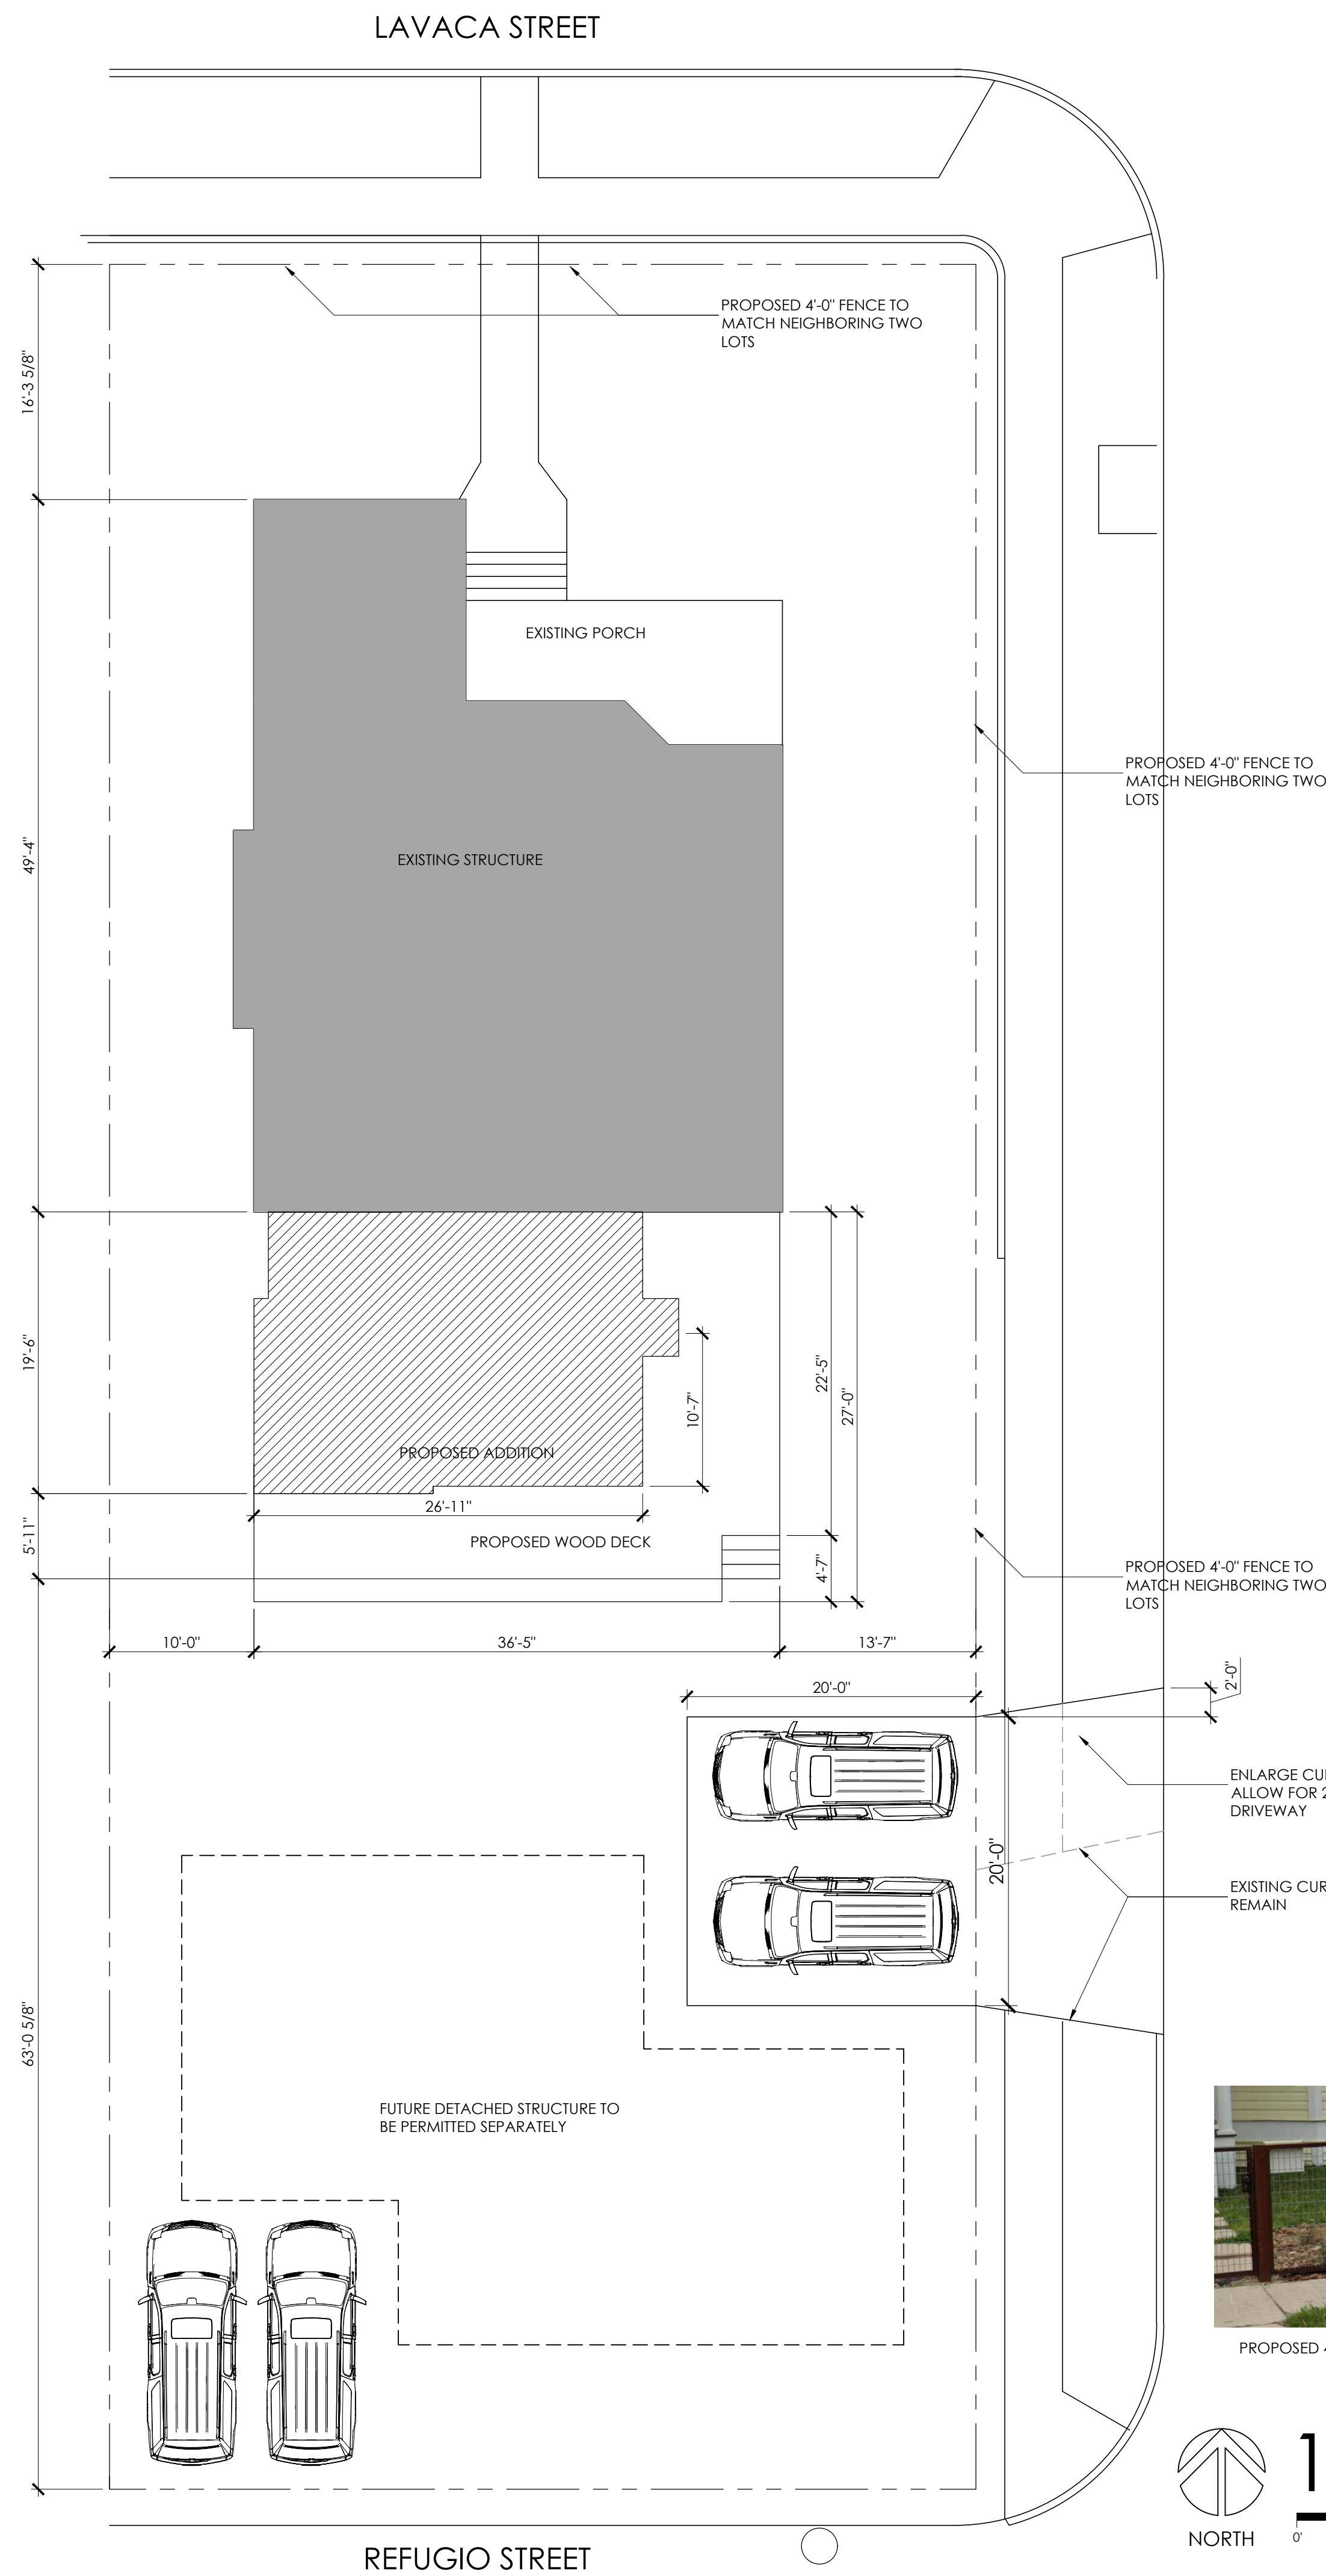 LAVACA STREET
PROPOSED 4'-0" FENCE TO
MATCH NEIGHBORING TWO
LOTS
16'-3 5/8"
EXISTING PORCH
PROPOSED 4'-0" FENCE TO
MATCH NEIGHBORING TWO
LOTS
49'-4"
EXISTING STRUCTURE
19'-6"
22'-5"
27'-0"
10'-7"
PROPOSED ADDITION
26'-11"
5'-11"
PROPOSED WOOD DECK
4'-7"
PROPOSED 4'-0" FENCE TO
MATCH NEIGHBORING TWO
LOTS
10'-0"
36'-5"
13'-7"
2'-0"
20'-0"
ENLARGE
ALLOW FOR
DRIVEWAY
20'-0"
EXISTING
REMAIN
63'-0 5/8"
FUTURE DETACHED STRUCTURE TO
BE PERMITTED SEPARATELY
PROPOSED
NORTH
1
0'
REFUGIO STREET